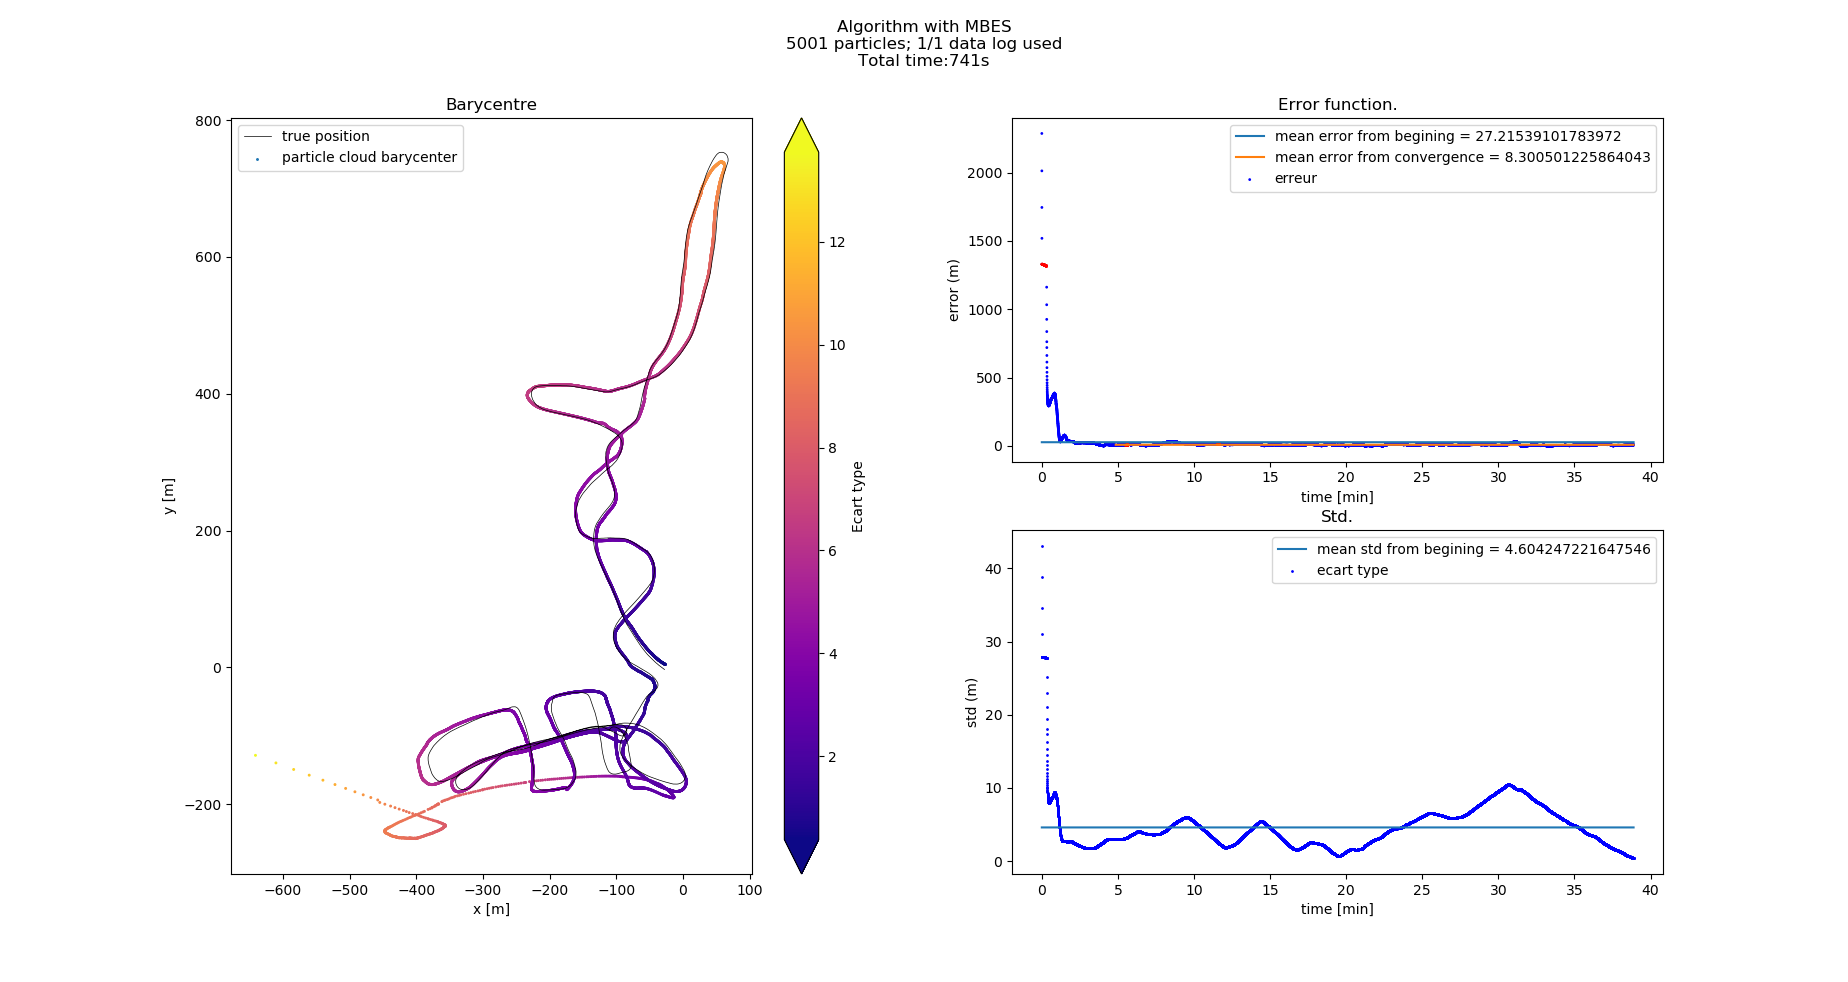 Algorithm with MBES
5001 particles; 1/1 data log used
Total time:741s
Barycentre
true position
particle cloud barycenter
800
600
400
200
0
−200
y [m]
−600
−500
−400
−300
−200
−100
0
100
x [m]
12
10
8
6
4
2
Ecart type
Error function.
mean error from begining = 27.21539101783972
mean error from convergence = 8.300501225864043
erreur
2000
1500
1000
500
0
error (m)
0
5
10
15
20
25
30
35
40
time [min]
Std.
mean std from begining = 4.604247221647546
ecart type
40
30
20
10
0
std (m)
0
5
10
15
20
25
30
35
40
time [min]